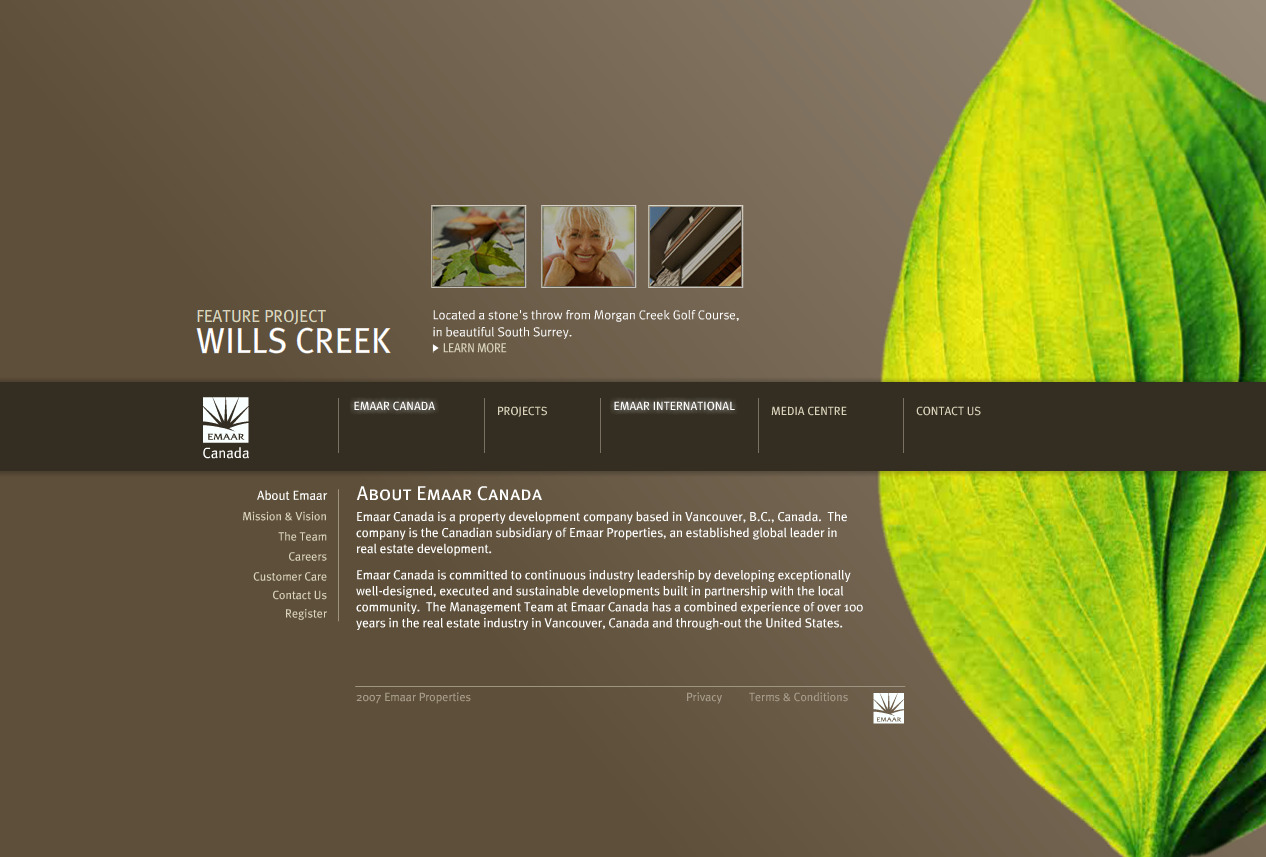 FEATURE PROJECT
WILLS CREEK
Located a stone's throw from Morgan Creek Golf Course,
in beautiful South Surrey.
LEARN MORE
EMAAR
Canada
EMAAR CANADA
PROJECTS
EMAAR INTERNATIONAL
MEDIA CENTRE
CONTACT US
About Emaar
Mission & Vision
The Team
Careers
Customer Care
Contact Us
Register
About Emaar Canada
Emaar Canada is a property development company based in Vancouver, B.C., Canada.  The
company is the Canadian subsidiary of Emaar Properties, an established global leader in
real estate development.
Emaar Canada is committed to continuous industry leadership by developing exceptionally
well-designed, executed and sustainable developments built in partnership with the local
community.  The Management Team at Emaar Canada has a combined experience of over 100
years in the real estate industry in Vancouver, Canada and through-out the United States.
2007 Emaar Properties
Privacy
Terms & Conditions
EMAAR